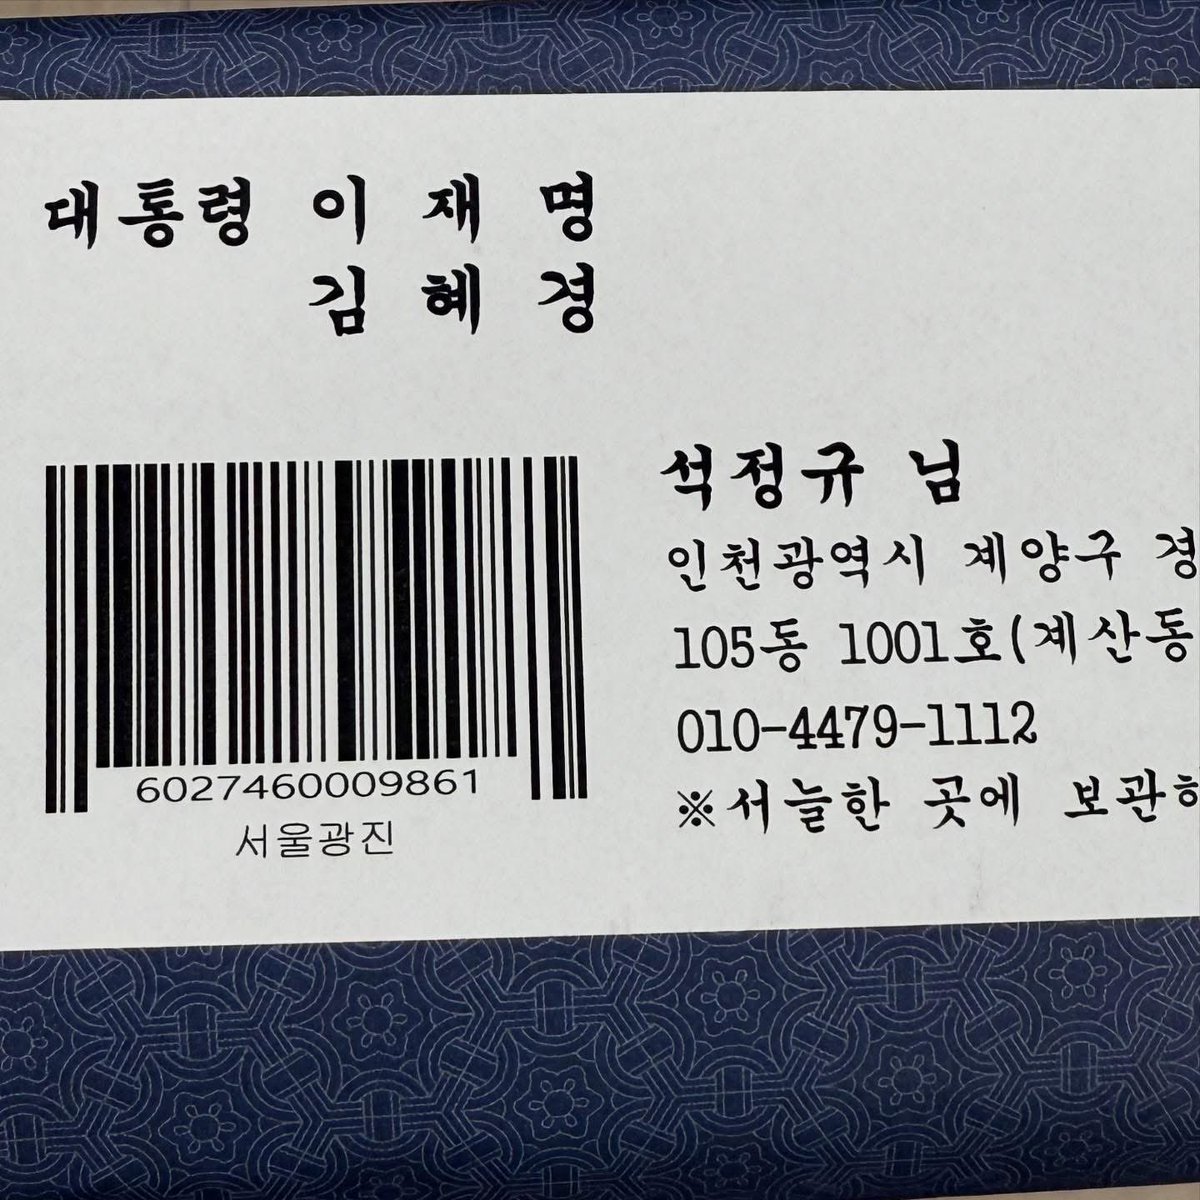 대통령 이 재 명
김 혜 경
6027460009861
서울광진
석정규 님
인천광역시 계양구 경
105동 1001호(계산동
010-4479-1112
※서늘한 곳에 보관하